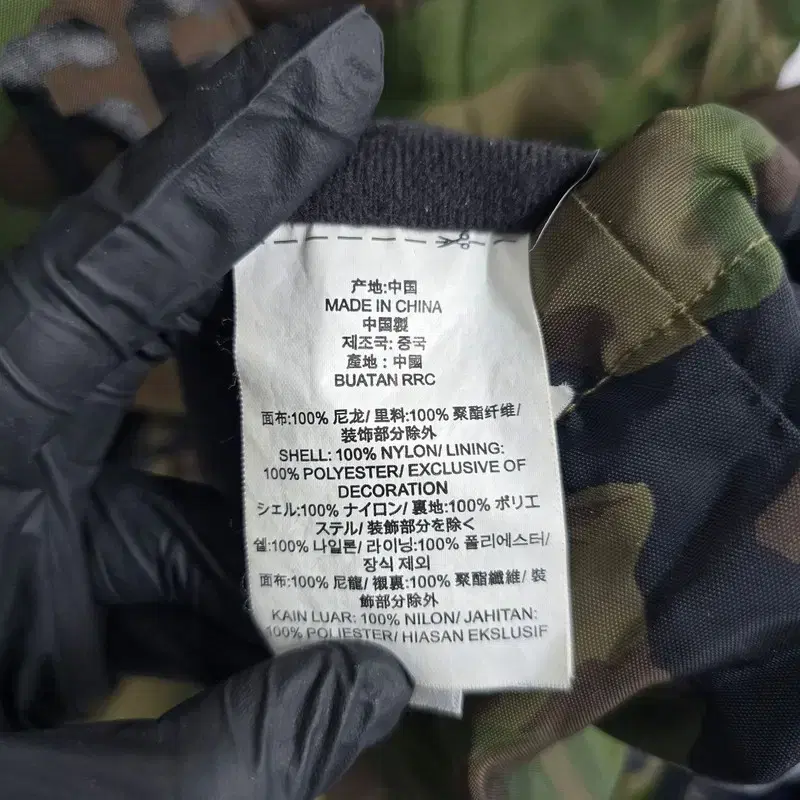 产地:中国
MADE IN CHINA
中国製
제조국: 중국
產地：中國
BUATAN RRC
面布:100% 尼龙/ 里料:100% 聚酯纤维/
装饰部分除外
SHELL: 100% NYLON/ LINING:
100% POLYESTER/ EXCLUSIVE OF
DECORATION
シェル:100% ナイロン/ 裏地:100% ポリエ
ステル/ 装飾部分を除く
쉘:100% 나일론/ 라이닝:100% 폴리에스테르/
장식 제외
面布:100% 尼龍/ 襯裏:100% 聚酯纖維/ 裝
飾部分除外
KAIN LUAR: 100% NILON/ JAHITAN:
100% POLIESTER/ HIASAN EKSLUSIF